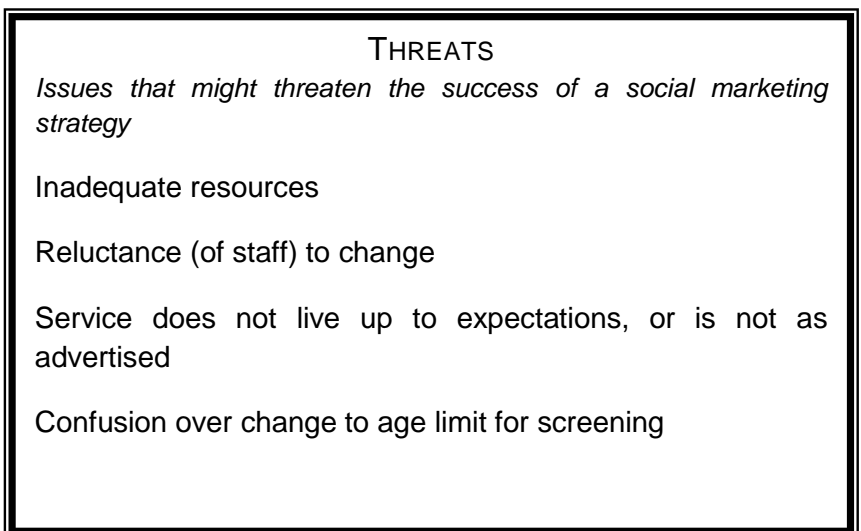 THREATS
Issues that might threaten the success of a social marketing
strategy
Inadequate resources
Reluctance (of staff) to change
Service does not live up to expectations, or is not as
advertised
Confusion over change to age limit for screening